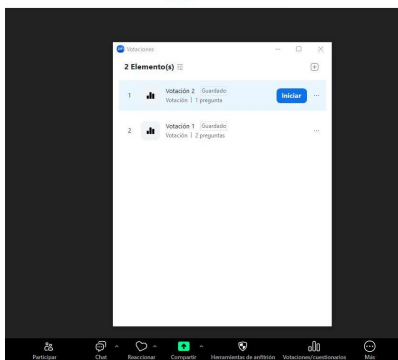 Votaciones
2 Elemento(s)
1 Votación 2 Guardado
Votación | 1 pregunta
Iniciar
2 Votación 1 Guardado
Votación | 2 preguntas
Participar Chat Reaccionar Compartir Herramientas de anfitrión Votaciones/cuestionarios Más